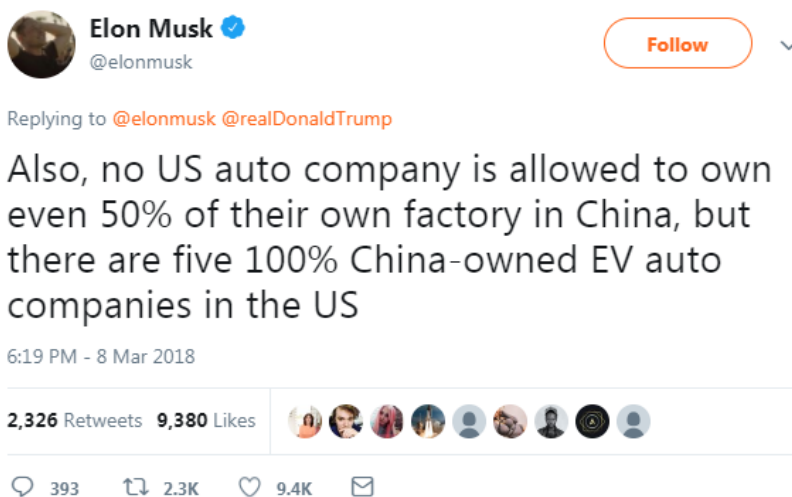 Elon Musk
Follow
@elonmusk
Replying to @elonmusk @realDonaldTrump
Also, no US auto company is allowed to own
even 50% of their own factory in China, but
there are five 100% China-owned EV auto
companies in the US
6:19 PM - 8 Mar 2018
2,326 Retweets 9,380 Likes
393 2.3K 9.4K